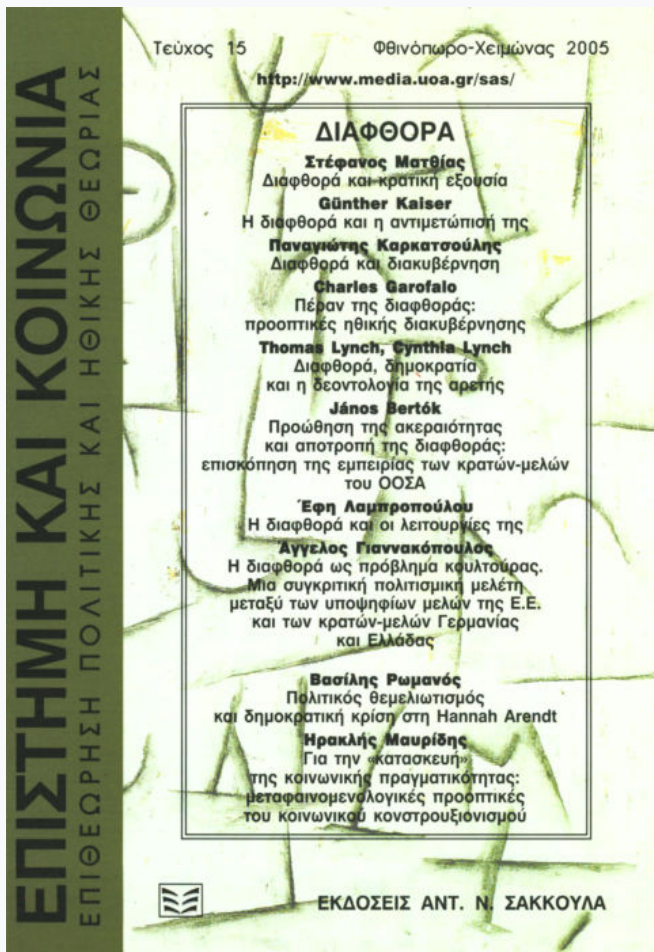 ΕΠΙΣΤΗΜΗ ΚΑΙ ΚΟΙΝΩΝΙΑ
ΕΠΙΘΕΩΡΗΣΗ ΠΟΛΙΤΙΚΗΣ ΚΑΙ ΗΘΙΚΗΣ ΘΕΩΡΙΑΣ
Τεύχος 15 Φθινόπωρο-Χειμώνας 2005
http://www.media.uoa.gr/sas/
ΔΙΑΦΘΟΡΑ
Στέφανος Ματθίας
Διαφθορά και κρατική εξουσία
Günther Kaiser
Η διαφθορά και η αντιμετώπισή της
Παναγιώτης Καρκατσούλης
Διαφθορά και διακυβέρνηση
Charles Garofalo
Πέραν της διαφθοράς:
προοπτικές ηθικής διακυβέρνησης
Thomas Lynch, Cynthia Lynch
Διαφθορά, δημοκρατία
και η δεοντολογία της αρετής
János Bertók
Προώθηση της ακεραιότητας
και αποτροπή της διαφθοράς:
επισκόπηση της εμπειρίας των κρατών-μελών
του ΟΟΣΑ
Έφη Λαμπροπούλου
Η διαφθορά και οι λειτουργίες της
Άγγελος Γιαννακόπουλος
Η διαφθορά ως πρόβλημα κουλτούρας.
Μια συγκριτική πολιτισμική μελέτη
μεταξύ των υποψηφίων μελών της Ε.Ε.
και των κρατών-μελών Γερμανίας
και Ελλάδας
Βασίλης Ρωμανός
Πολιτικός θεμελιωτισμός
και δημοκρατική κρίση στη Hannah Arendt
Ηρακλής Μαυρίδης
Για την «κατασκευή»
της κοινωνικής πραγματικότητας:
μεταφαινομενολογικές προοπτικές
του κοινωνικού κονστρουξιονισμού
ΕΚΔΟΣΕΙΣ ΑΝΤ. Ν. ΣΑΚΚΟΥΛΑ